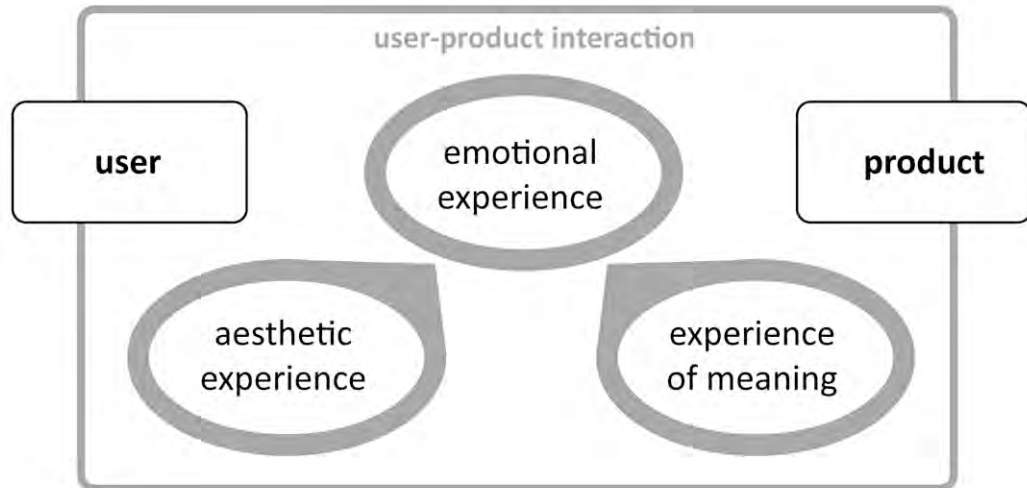 user-product interaction
user
emotional
experience
product
aesthetic
experience
experience
of meaning